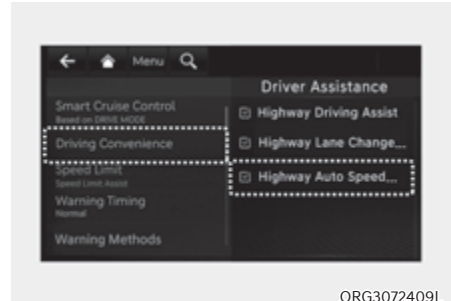 Menu
Driver Assistance
Smart Cruise Control
Based on DRIVE MODE
Driving Convenience
Speed Limit
Speed Limit Assist
Warning Timing
Normal
Warning Methods
Highway Driving Assist
Highway Lane Change...
Highway Auto Speed...
ORG3072409L